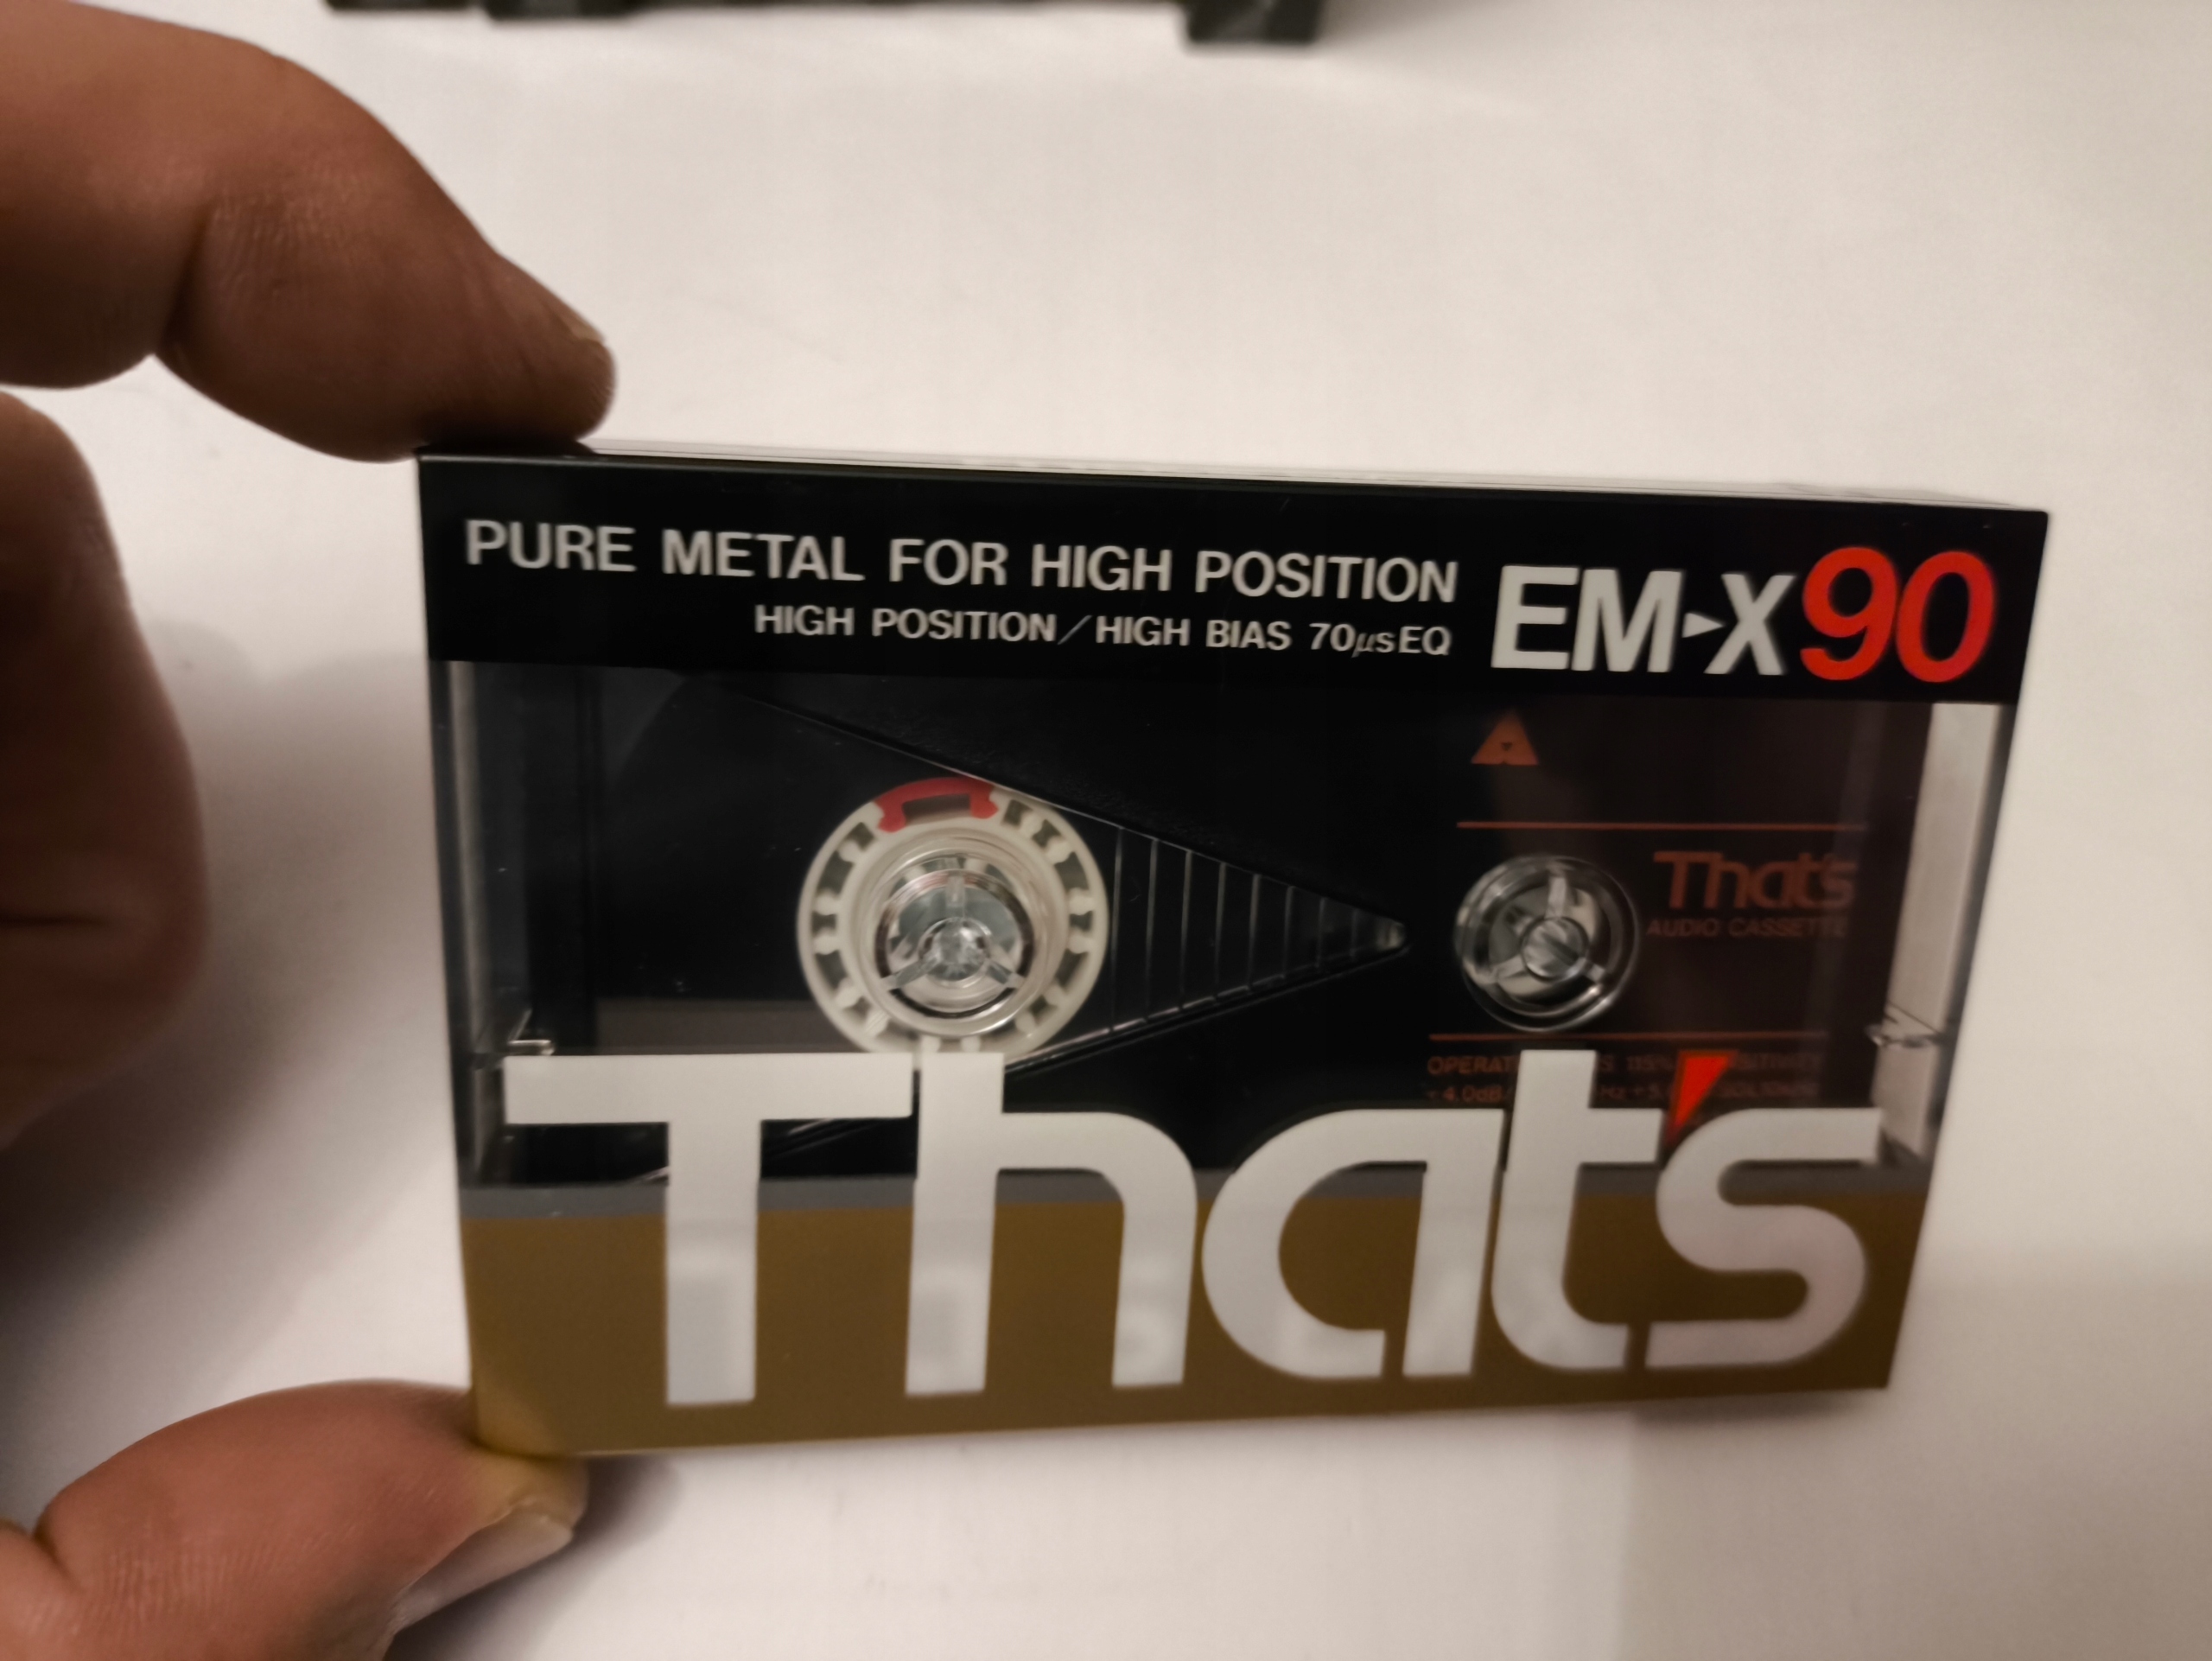 PURE METAL FOR HIGH POSITION
HIGH POSITION/HIGH BIAS 70µsEQ
EM▸X90
A
That's
AUDIO CASSETTE
That's